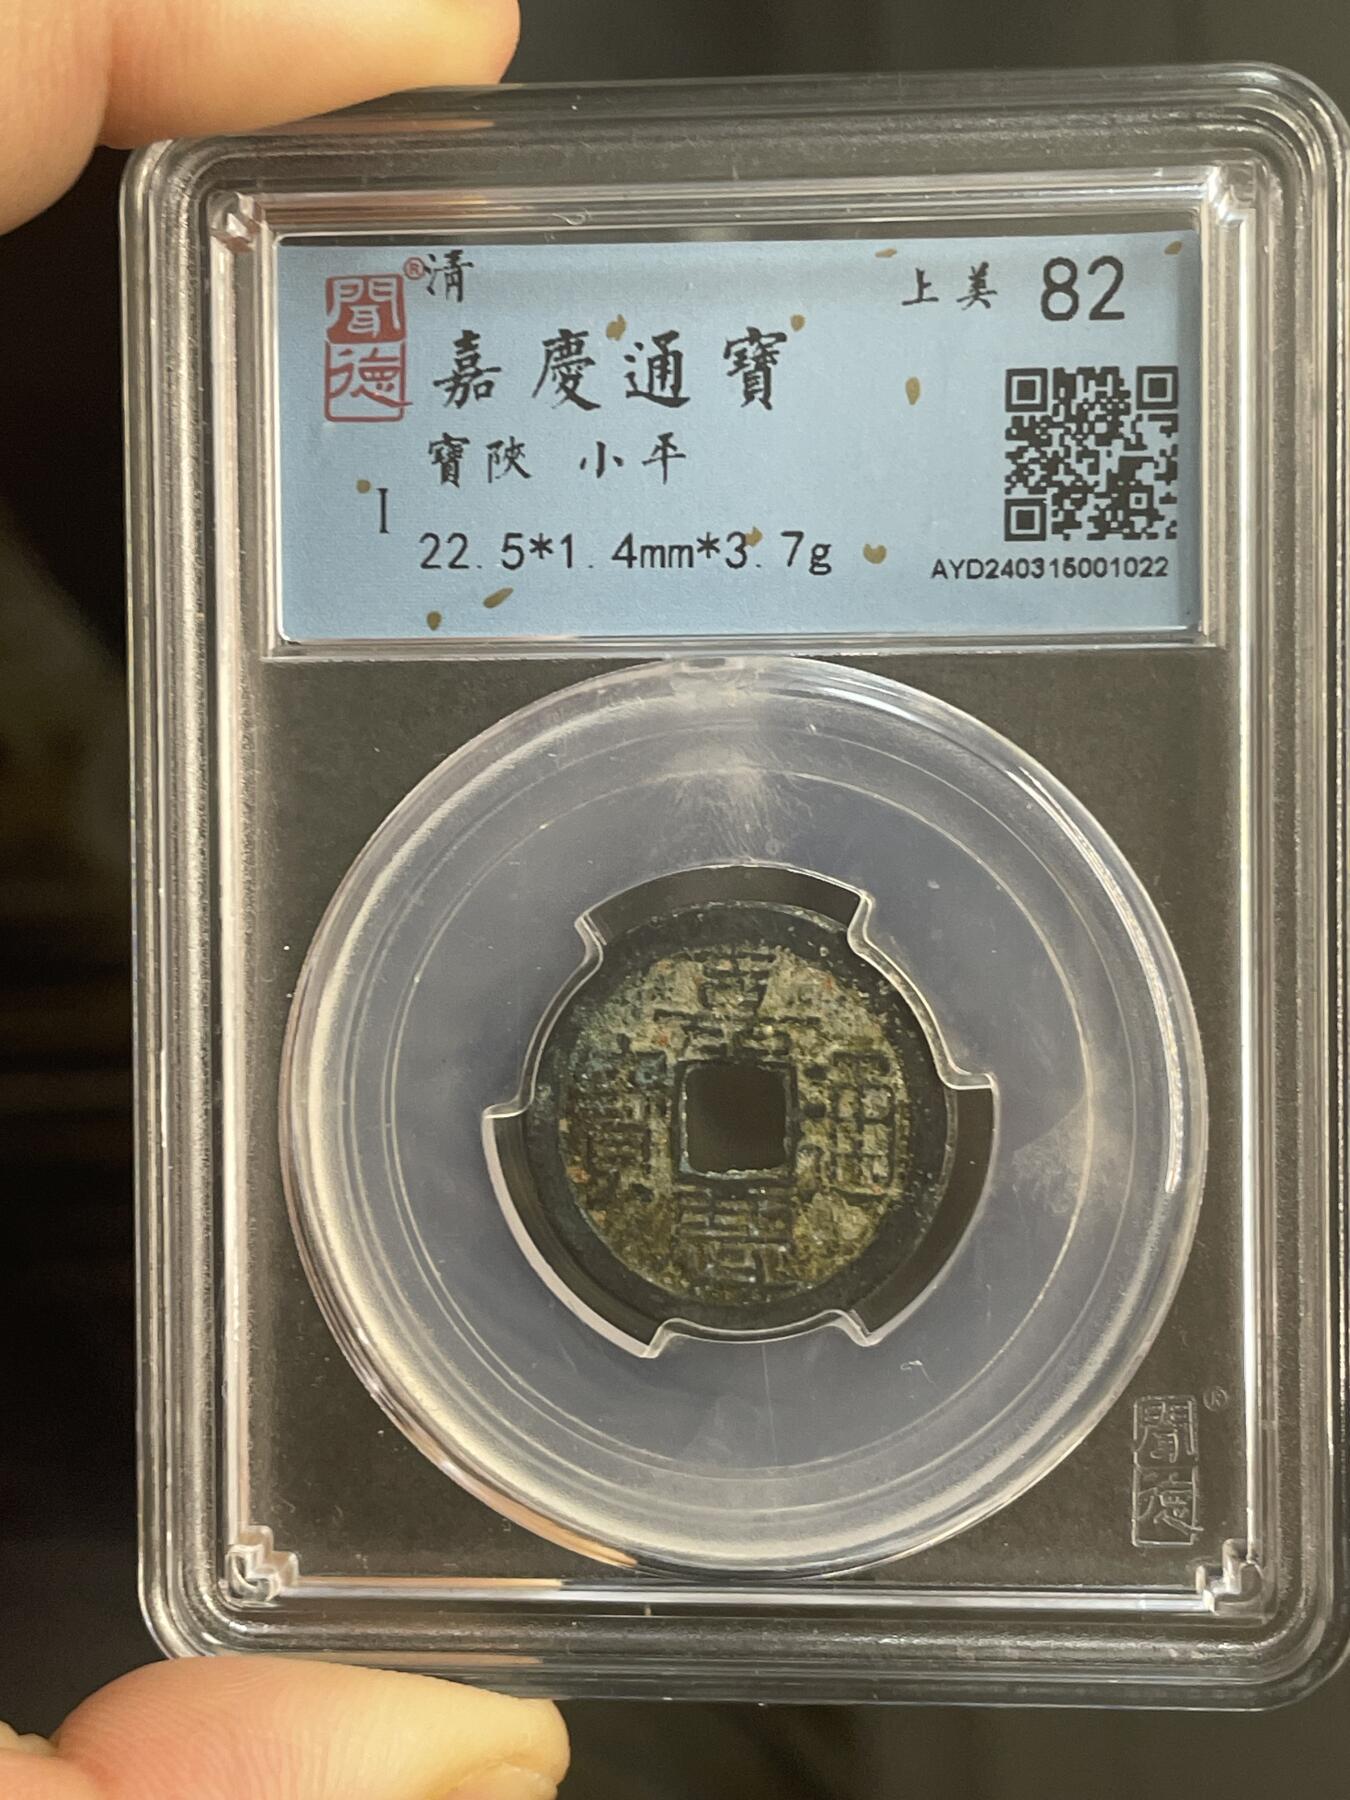 聞德®
清
上美 82
嘉慶通寶
寶陝 小平
I
22.5*1.4mm*3.7g
AYD240315001022
嘉慶通寶
聞德®